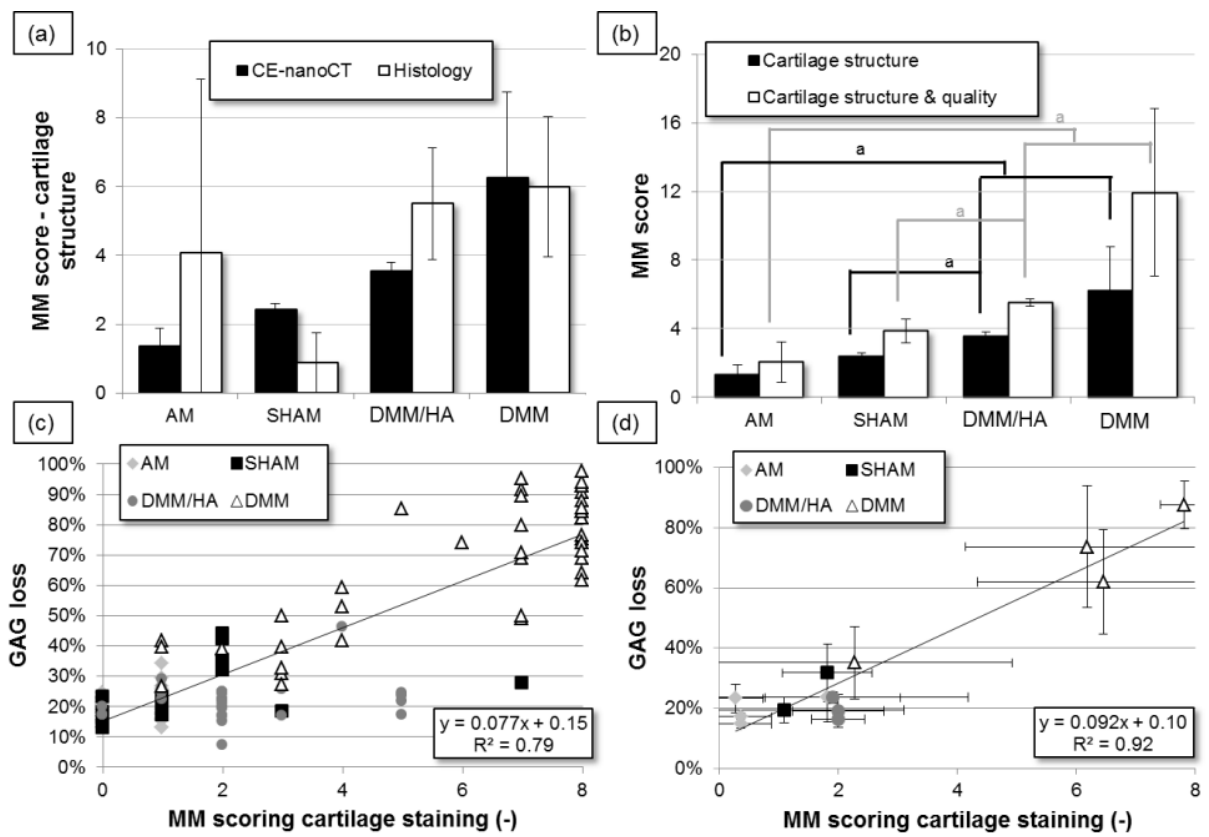 (a)
10
8
6
4
2
0
MM score - cartilage
structure
CE-nanoCT Histology
AM SHAM DMM/HA DMM
(b)
20
16
12
8
4
0
MM score
Cartilage structure
Cartilage structure & quality
a
a
a
a
AM SHAM DMM/HA DMM
(c)
100%
90%
80%
70%
60%
50%
40%
30%
20%
10%
0%
GAG loss
AM SHAM
DMM/HA DMM
y = 0.077x + 0.15
R² = 0.79
0 2 4 6 8
MM scoring cartilage staining (-)
(d)
100%
80%
60%
40%
20%
0%
GAG loss
AM SHAM
DMM/HA DMM
y = 0.092x + 0.10
R² = 0.92
0 2 4 6 8
MM scoring cartilage staining (-)